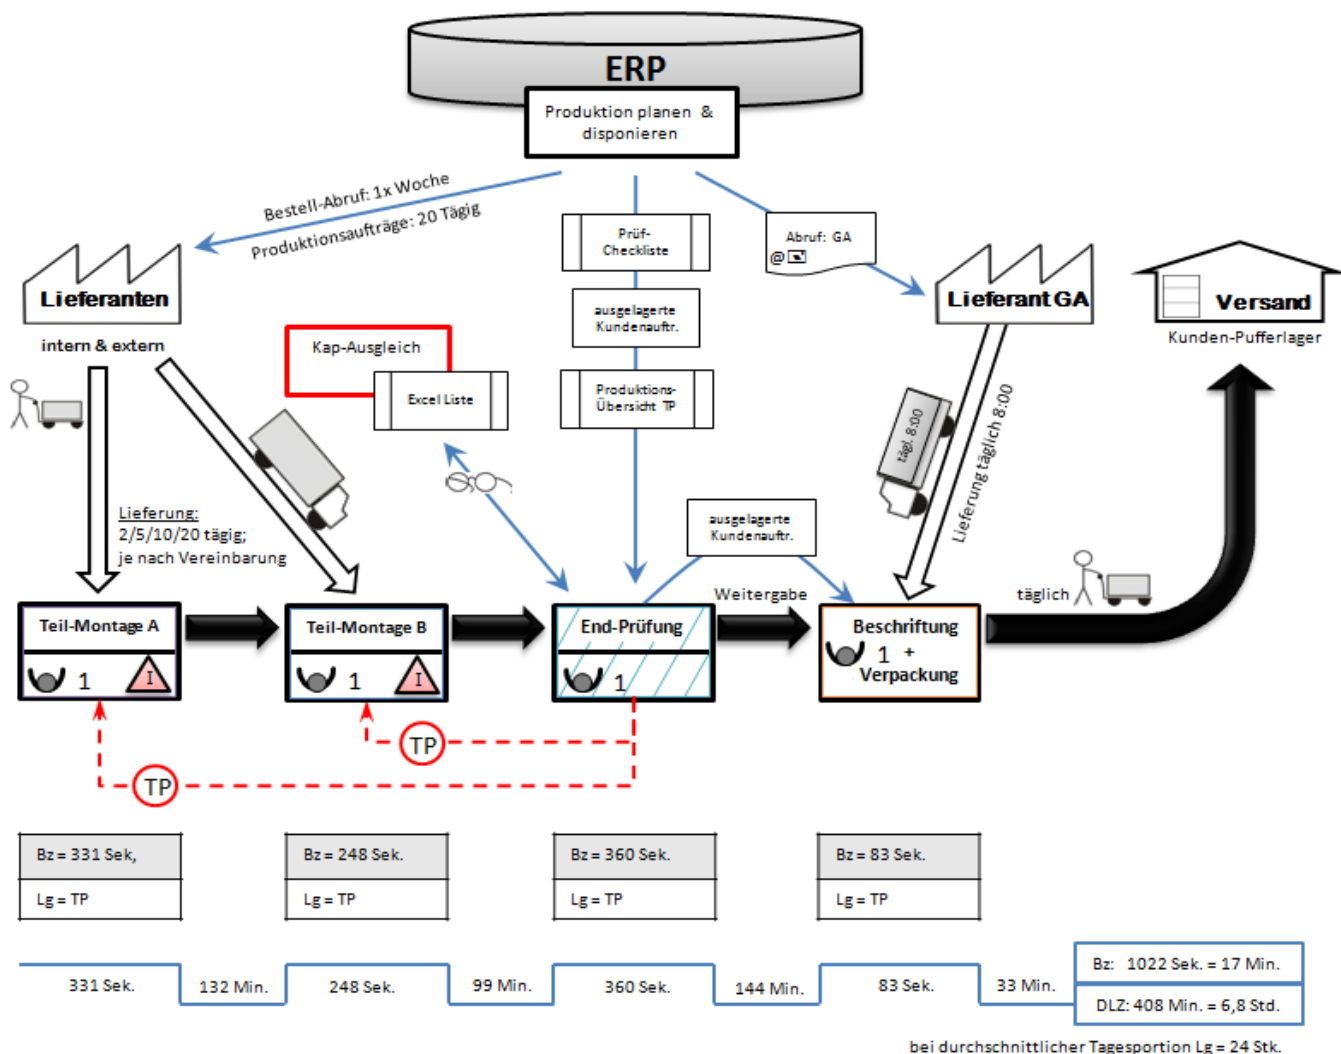 ERP
Produktion planen &
disponieren
Bestell-Abruf: 1x Woche
Produktionsaufträge: 20 Tägig
Prüf-
Checkliste
Abruf: GA
@
ausgelagerte
Kundenauftr.
Produktions-
Übersicht TP
Lieferanten
intern & extern
Kap-Ausgleich
Excel Liste
Lieferant GA
Versand
Kunden-Pufferlager
tägl. 8:00
Lieferung täglich 8:00
Lieferung:
2/5/10/20 tägig;
je nach Vereinbarung
ausgelagerte
Kundenauftr.
Weitergabe
täglich
Teil-Montage A
1
I
Teil-Montage B
1
I
End-Prüfung
1
Beschriftung
1 +
Verpackung
TP
TP
Bz = 331 Sek,
Lg = TP
Bz = 248 Sek.
Lg = TP
Bz = 360 Sek.
Lg = TP
Bz = 83 Sek.
Lg = TP
331 Sek.
132 Min.
248 Sek.
99 Min.
360 Sek.
144 Min.
83 Sek.
33 Min.
Bz: 1022 Sek. = 17 Min.
DLZ: 408 Min. = 6,8 Std.
bei durchschnittlicher Tagesportion Lg = 24 Stk.